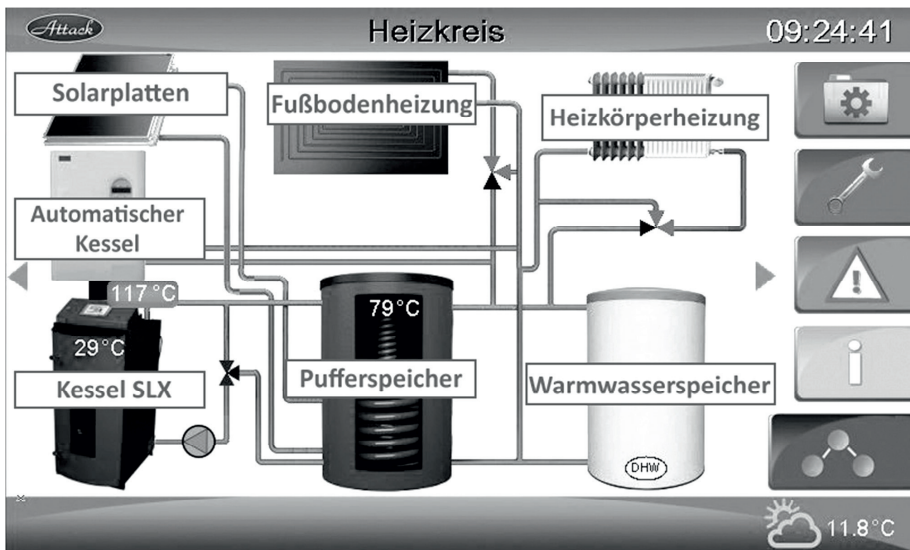 Attack
Heizkreis
09:24:41
Solarplatten
Fußbodenheizung
Heizkörperheizung
Automatischer
Kessel
117 °C
79°C
29°C
Kessel SLX
Pufferspeicher
Warmwasserspeicher
DHW
11.8°C